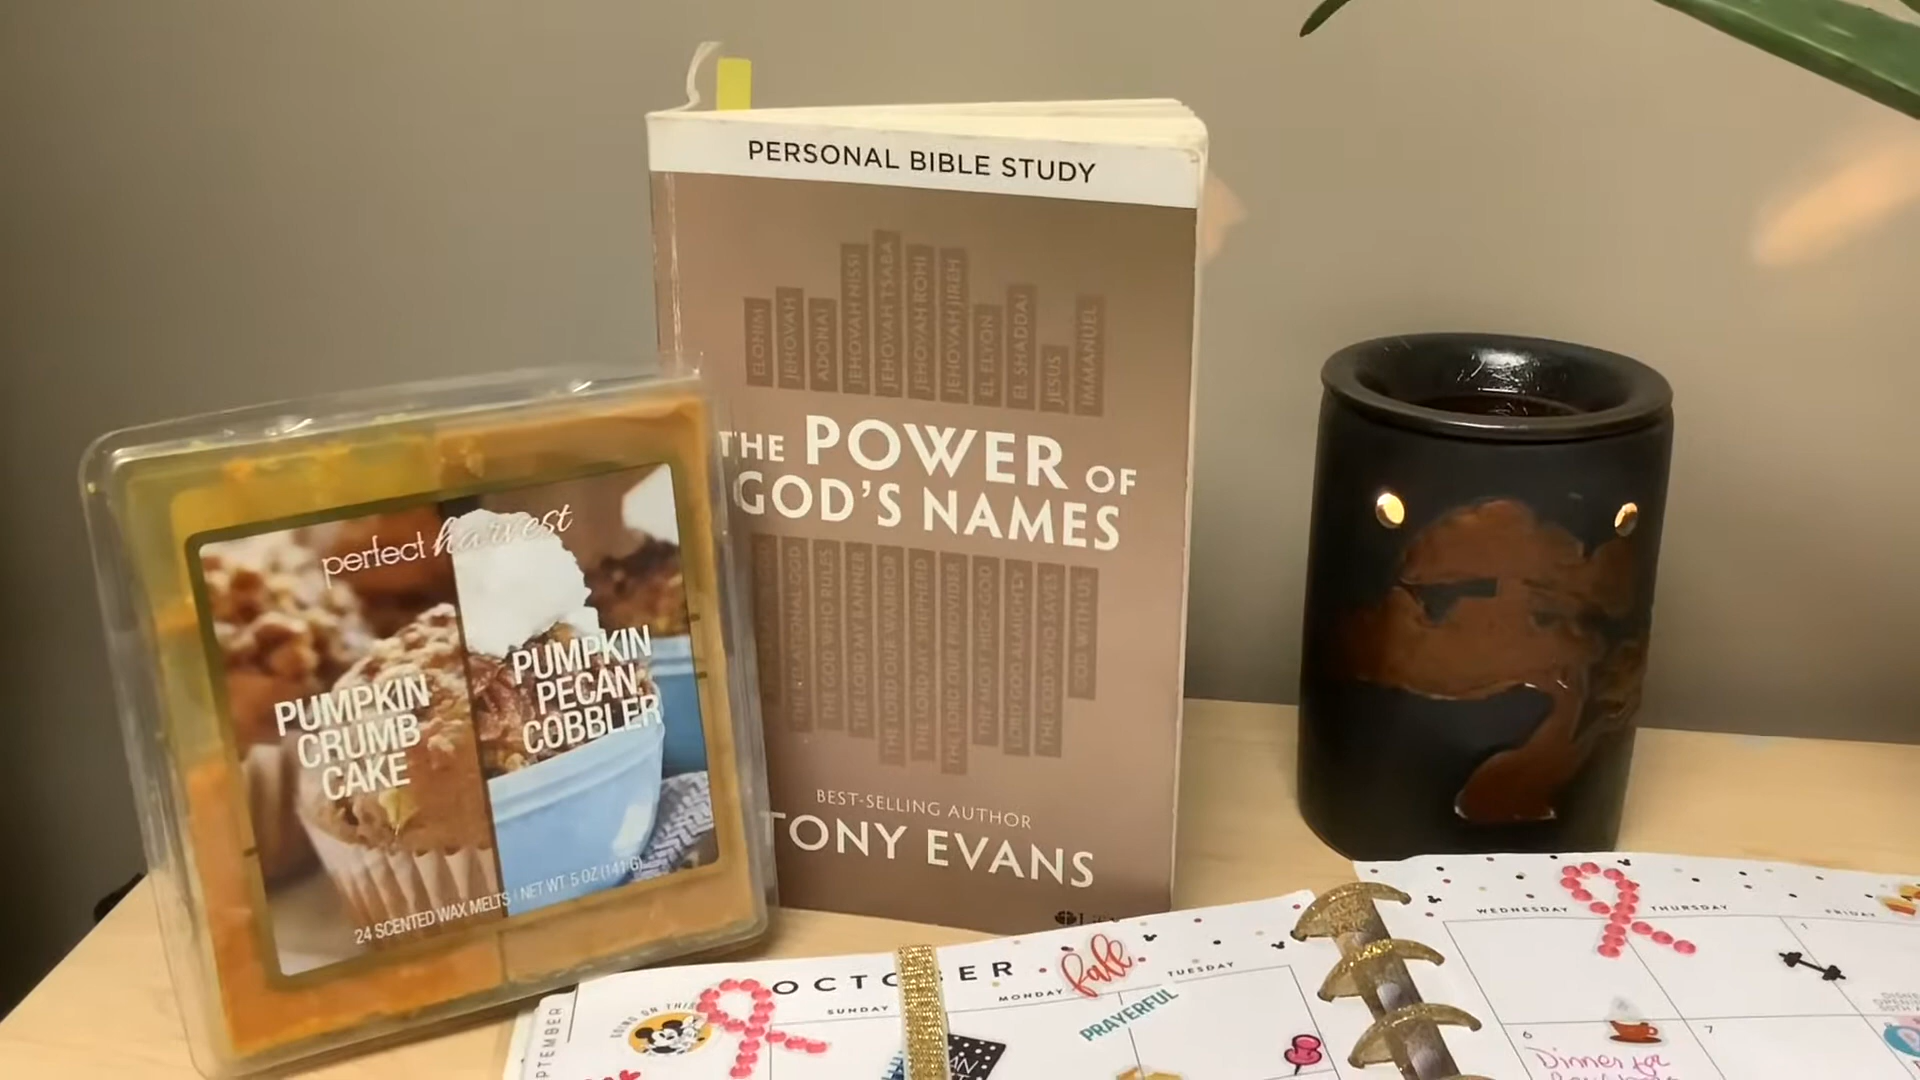 PERSONAL BIBLE STUDY
ELOHIM
JEHOVAH
ADONAI
JEHOVAH NISSI
JEHOVAH TSABA
JEHOVAH ROHI
JEHOVAH JIREH
EL ELYON
EL SHADDAI
JESUS
IMMANUEL
THE POWER OF
GOD'S NAMES
THE RELATIONAL GOD
THE GOD WHO RULES
THE LORD MY BANNER
THE LORD OUR WARRIOR
THE LORD MY SHEPHERD
THE LORD OUR PROVIDER
THE MOST HIGH GOD
LORD GOD ALMIGHTY
THE GOD WHO SAVES
GOD WITH US
BEST-SELLING AUTHOR
TONY EVANS
perfect harvest
PUMPKIN
CRUMB
CAKE
PUMPKIN
PECAN
COBBLER
24 SCENTED WAX MELTS | NET WT. 5 OZ (141 G)
OCTOBER
fall
SUNDAY
MONDAY
TUESDAY
WEDNESDAY
THURSDAY
FRIDAY
GOING ON THIS
PRAYERFUL
1
6
7
Dinner for